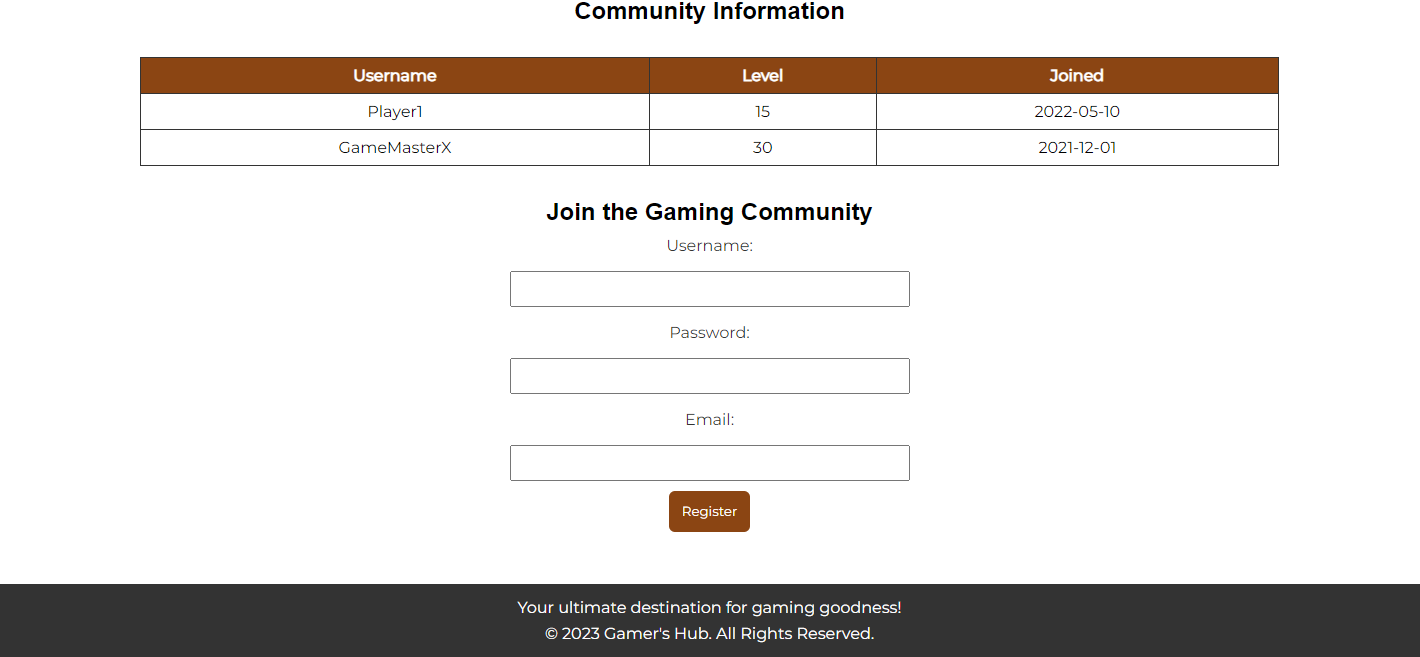 Community Information
Username Level Joined
Player1 15 2022-05-10
GameMasterX 30 2021-12-01
Join the Gaming Community
Username:
Password:
Email:
Register
Your ultimate destination for gaming goodness!
© 2023 Gamer's Hub. All Rights Reserved.